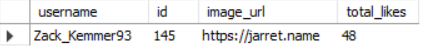 username id image_url total_likes
Zack_Kemmer93 145 https://jarret.name 48